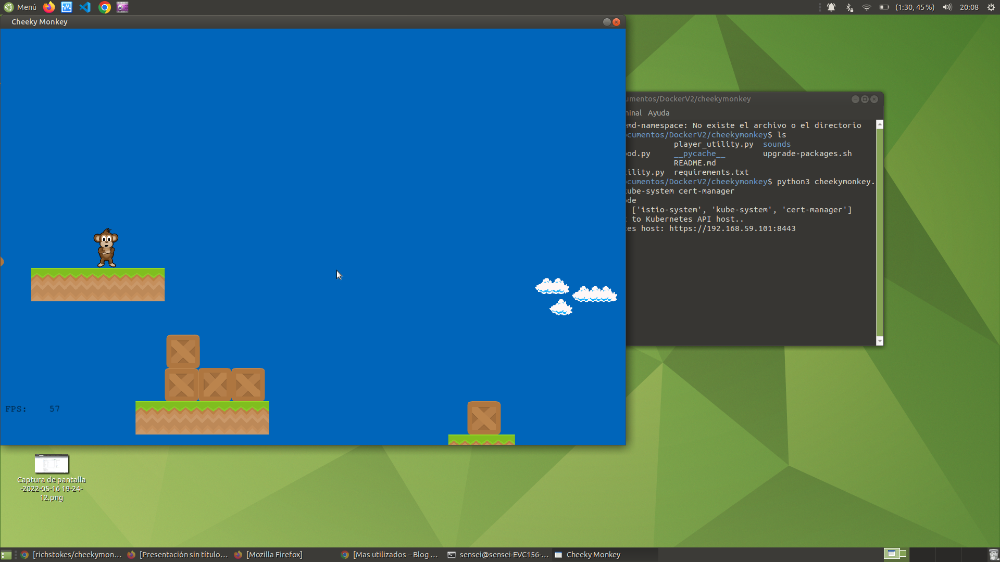 Menú
(1:30, 45%)
20:08
Cheeky Monkey
umentos/DockerV2/cheekymonkey
Ayuda
md-namespace: No existe el archivo o el directorio
cumentos/DockerV2/cheekymonkey$ ls
player_utility.py sounds
od.py __pycache__ upgrade-packages.sh
README.md
ility.py requirements.txt
cumentos/DockerV2/cheekymonkey$ python3 cheekymonkey.
ube-system cert-manager
de
['istio-system', 'kube-system', 'cert-manager']
to Kubernetes API host..
es host: https://192.168.59.101:8443
FPS: 57
Captura de pantalla
-2022-05-16 19-24-
12.png
[richstokes/cheekymon...
[Presentación sin título...
[Mozilla Firefox]
[Mas utilizados – Blog ...
sensei@sensei-EVC156-...
Cheeky Monkey